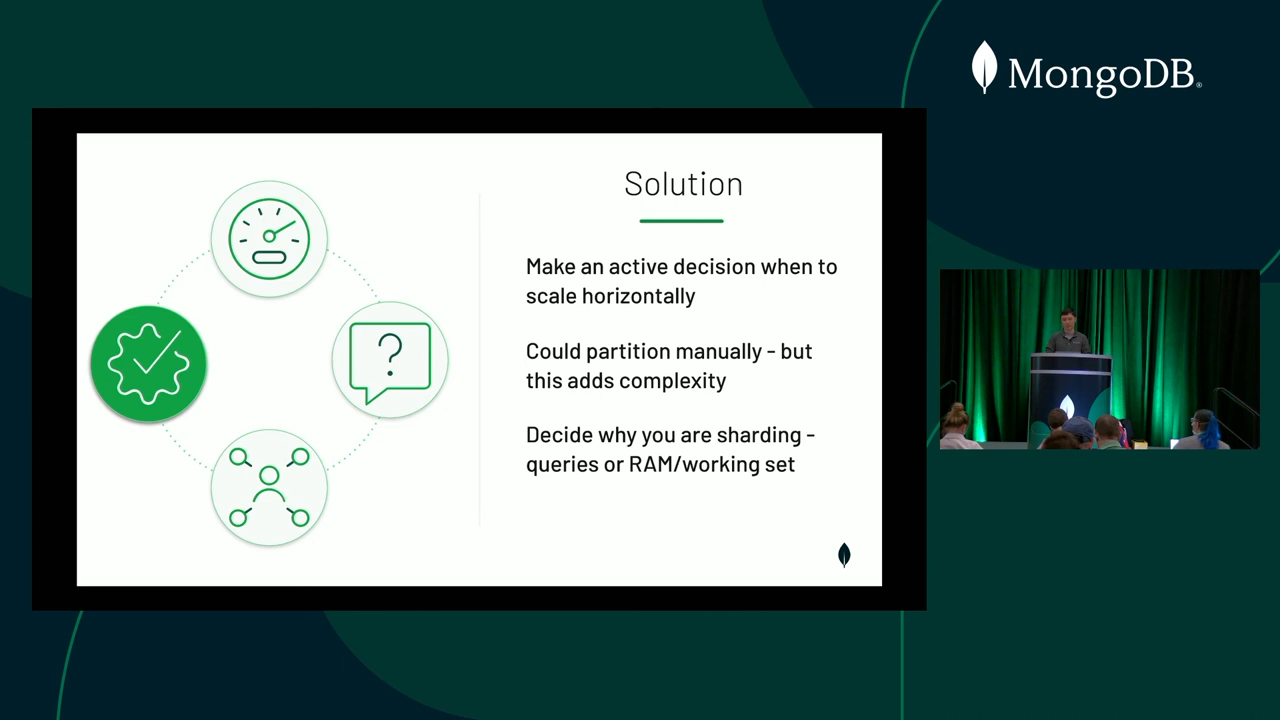 MongoDB®
Solution
Make an active decision when to
scale horizontally
Could partition manually - but
this adds complexity
Decide why you are sharding -
queries or RAM/working set
?